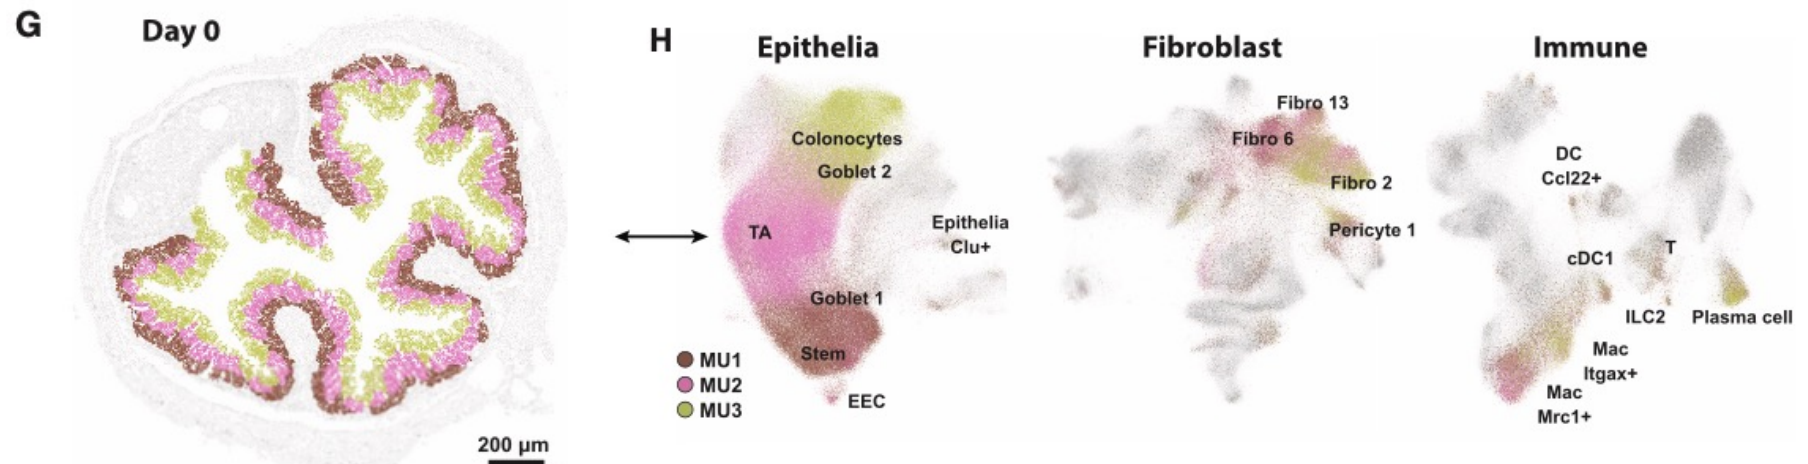 G
Day 0
200 µm
H
Epithelia
Colonocytes
Goblet 2
TA
Epithelia
Clu+
Goblet 1
Stem
EEC
MU1
MU2
MU3
Fibroblast
Fibro 13
Fibro 6
Fibro 2
Pericyte 1
Immune
DC
Ccl22+
T
cDC1
ILC2
Plasma cell
Mac
Itgax+
Mac
Mrc1+